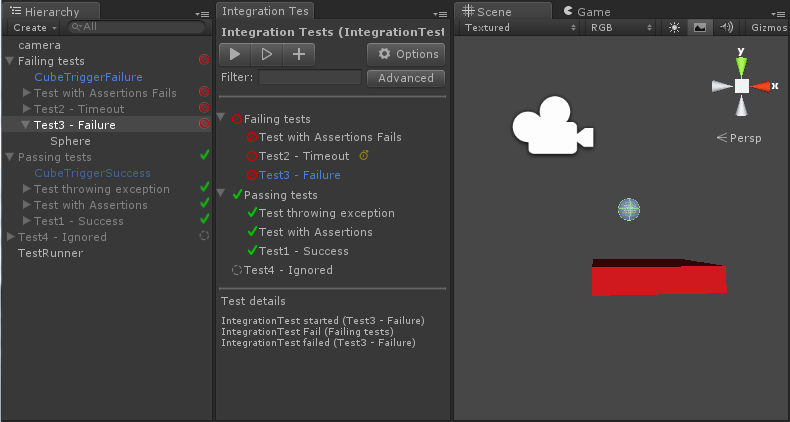 Hierarchy
Create
All
camera
Failing tests
CubeTriggerFailure
Test with Assertions Fails
Test2 - Timeout
Test3 - Failure
Sphere
Passing tests
CubeTriggerSuccess
Test throwing exception
Test with Assertions
Test1 - Success
Test4 - Ignored
TestRunner
Integration Tes
Integration Tests (IntegrationTest
Options
Filter:
Advanced
Failing tests
Test with Assertions Fails
Test2 - Timeout
Test3 - Failure
Passing tests
Test throwing exception
Test with Assertions
Test1 - Success
Test4 - Ignored
Test details
IntegrationTest started (Test3 - Failure)
IntegrationTest Fail (Failing tests)
IntegrationTest failed (Test3 - Failure)
Scene
Game
Textured
RGB
Gizmos
y
x
Persp